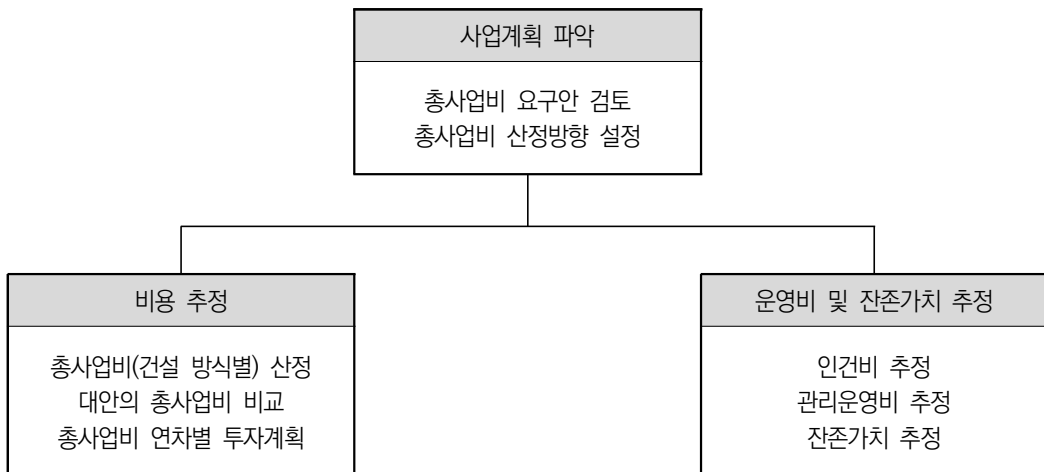 사업계획 파악
총사업비 요구안 검토
총사업비 산정방향 설정
비용 추정
총사업비(건설 방식별) 산정
대안의 총사업비 비교
총사업비 연차별 투자계획
운영비 및 잔존가치 추정
인건비 추정
관리운영비 추정
잔존가치 추정